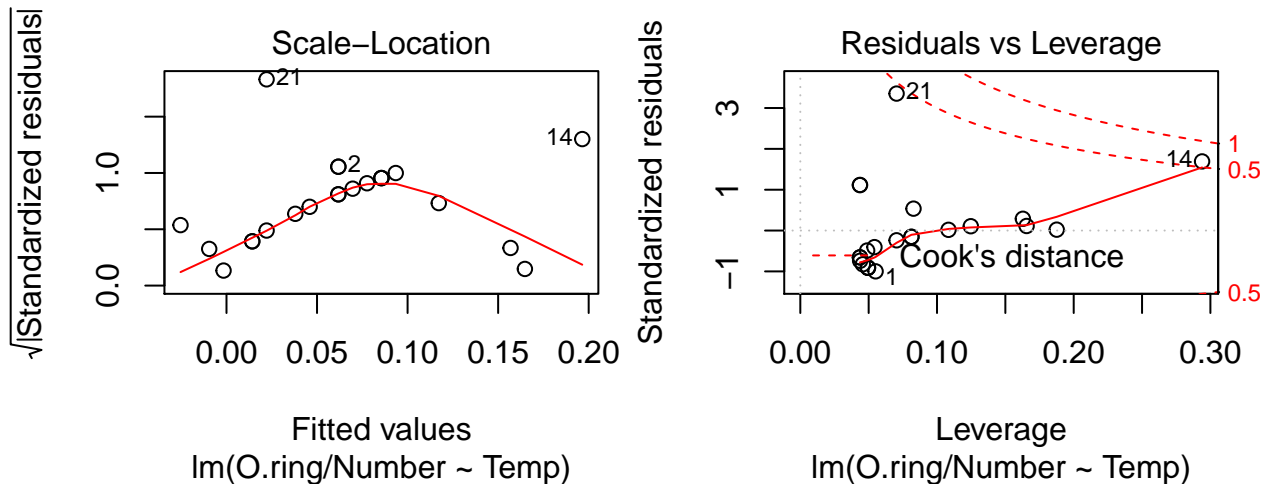 Scale−Location
√|Standardized residuals|
0.0 1.0
21
2
14
0.00 0.05 0.10 0.15 0.20
Fitted values
lm(O.ring/Number ~ Temp)
Residuals vs Leverage
Standardized residuals
−1 1 3
21
14
1
Cook's distance
1
0.5
0.5
0.00 0.10 0.20 0.30
Leverage
lm(O.ring/Number ~ Temp)